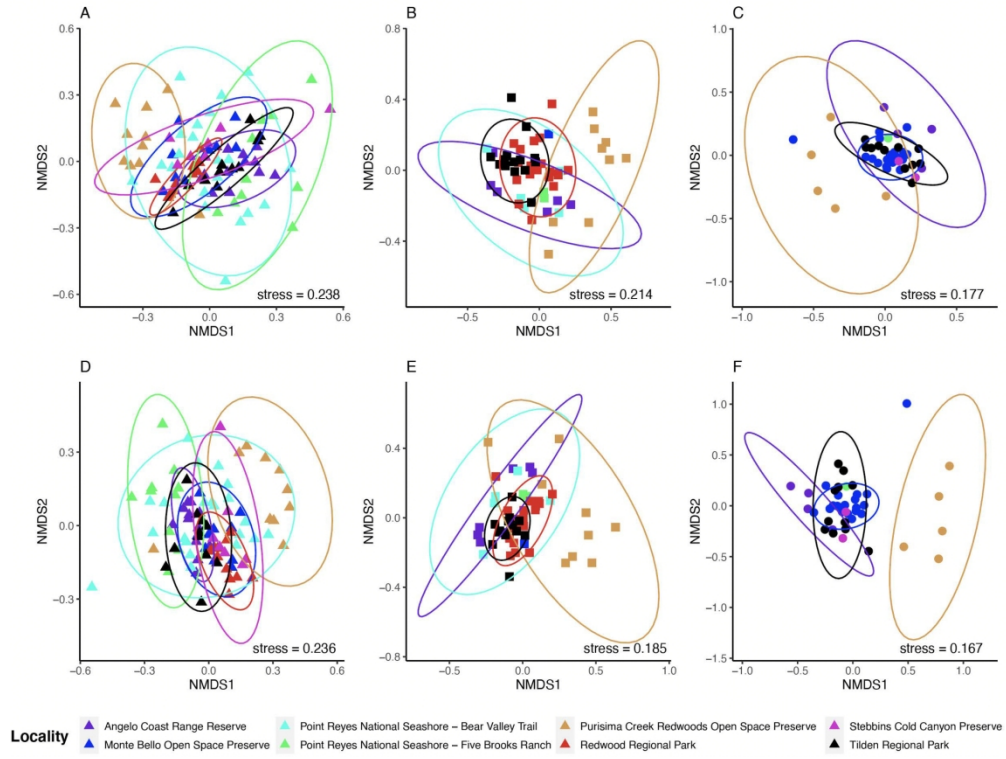 A
B
C
0.6
0.3
0.0
−0.3
−0.6
NMDS2
−0.3
0.0
0.3
0.6
NMDS1
stress = 0.238
0.8
0.4
0.0
−0.4
NMDS2
−0.5
0.0
0.5
NMDS1
stress = 0.214
1.0
0.5
0.0
−0.5
−1.0
NMDS2
−1.0
−0.5
0.0
0.5
NMDS1
stress = 0.177
D
E
F
0.3
0.0
−0.3
NMDS2
−0.6
−0.3
0.0
0.3
0.6
NMDS1
stress = 0.236
0.4
0.0
−0.4
−0.8
NMDS2
−0.5
0.0
0.5
1.0
NMDS1
stress = 0.185
1.0
0.5
0.0
−0.5
−1.0
−1.5
NMDS2
−1.0
−0.5
0.0
0.5
1.0
NMDS1
stress = 0.167
Locality
Angelo Coast Range Reserve
Monte Bello Open Space Preserve
Point Reyes National Seashore − Bear Valley Trail
Point Reyes National Seashore − Five Brooks Ranch
Purisima Creek Redwoods Open Space Preserve
Redwood Regional Park
Stebbins Cold Canyon Preserve
Tilden Regional Park